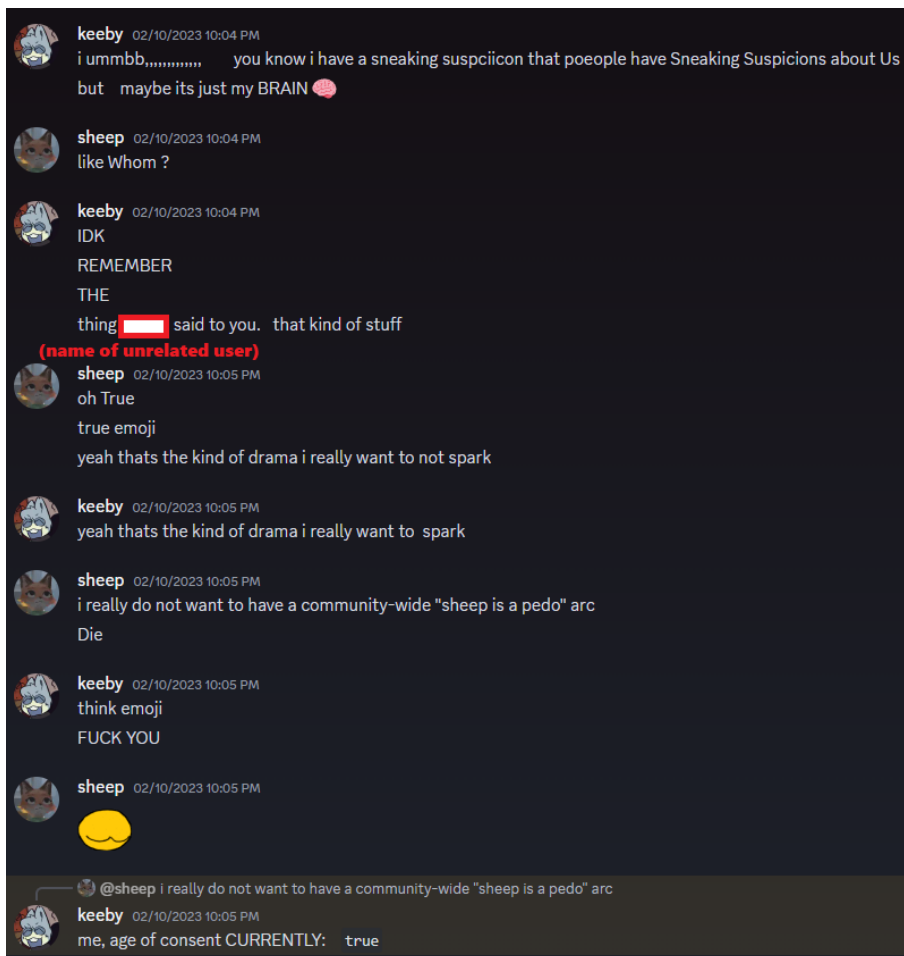 keeby 02/10/2023 10:04 PM
i ummbb,,,,,,,,,,,,, you know i have a sneaking suspciicon that poeople have Sneaking Suspicions about Us
but maybe its just my BRAIN 🧠
sheep 02/10/2023 10:04 PM
like Whom ?
keeby 02/10/2023 10:04 PM
IDK
REMEMBER
THE
thing said to you. that kind of stuff
(name of unrelated user)
sheep 02/10/2023 10:05 PM
oh True
true emoji
yeah thats the kind of drama i really want to not spark
keeby 02/10/2023 10:05 PM
yeah thats the kind of drama i really want to spark
sheep 02/10/2023 10:05 PM
i really do not want to have a community-wide "sheep is a pedo" arc
Die
keeby 02/10/2023 10:05 PM
think emoji
FUCK YOU
sheep 02/10/2023 10:05 PM
@sheep i really do not want to have a community-wide "sheep is a pedo" arc
keeby 02/10/2023 10:05 PM
me, age of consent CURRENTLY: true